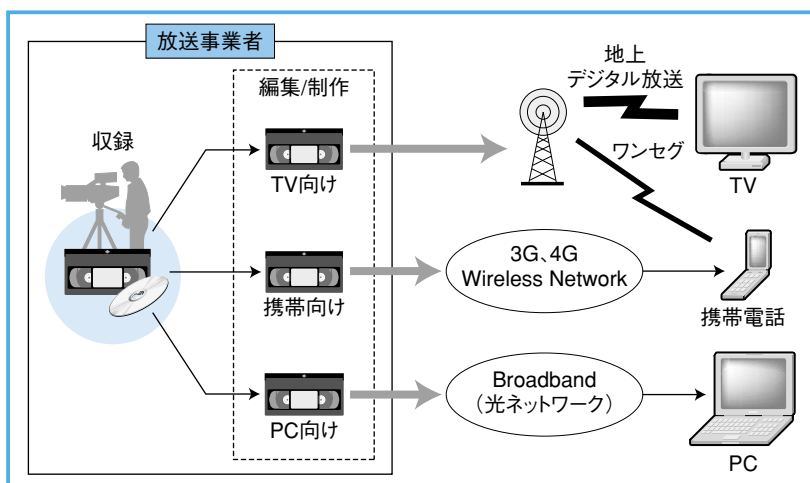 放送事業者
編集/制作
収録
TV向け
携帯向け
PC向け
地上
デジタル放送
ワンセグ
TV
3G、4G
Wireless Network
携帯電話
Broadband
(光ネットワーク)
PC